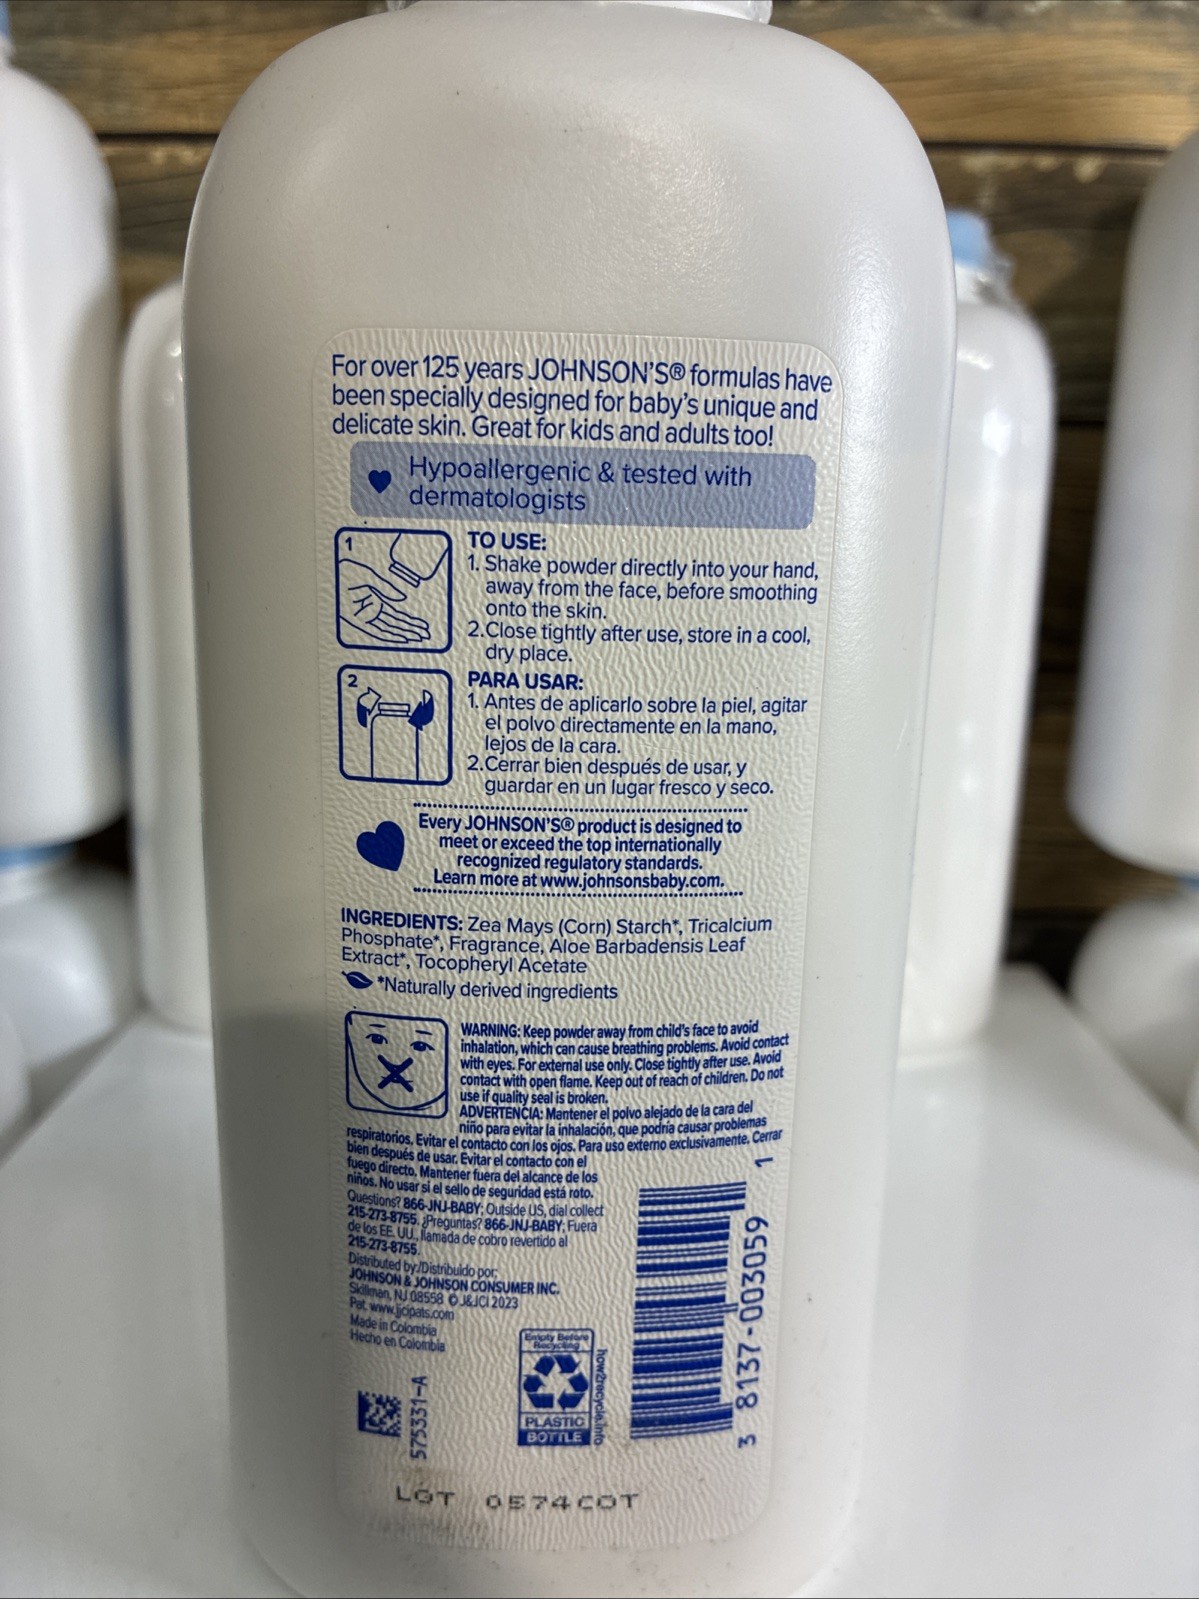 For over 125 years JOHNSON'S® formulas have
been specially designed for baby's unique and
delicate skin. Great for kids and adults too!
Hypoallergenic & tested with
dermatologists
1
TO USE:
1. Shake powder directly into your hand,
away from the face, before smoothing
onto the skin.
2.Close tightly after use, store in a cool,
dry place.
2
PARA USAR:
1. Antes de aplicarlo sobre la piel, agitar
el polvo directamente en la mano,
lejos de la cara.
2.Cerrar bien después de usar, y
guardar en un lugar fresco y seco.
Every JOHNSON'S® product is designed to
meet or exceed the top internationally
recognized regulatory standards.
Learn more at www.johnsonsbaby.com.
INGREDIENTS: Zea Mays (Corn) Starch*, Tricalcium
Phosphate*, Fragrance, Aloe Barbadensis Leaf
Extract*, Tocopheryl Acetate
*Naturally derived ingredients
WARNING: Keep powder away from child's face to avoid
inhalation, which can cause breathing problems. Avoid contact
with eyes. For external use only. Close tightly after use. Avoid
contact with open flame. Keep out of reach of children. Do not
use if quality seal is broken.
ADVERTENCIA: Mantener el polvo alejado de la cara del
niño para evitar la inhalación, que podría causar problemas
respiratorios. Evitar el contacto con los ojos. Para uso externo exclusivamente. Cerrar
bien después de usar. Evitar el contacto con el
fuego directo. Mantener fuera del alcance de los
niños. No usar si el sello de seguridad está roto.
Questions? 866-JNJ-BABY; Outside US, dial collect
215-273-8755. ¿Preguntas? 866-JNJ-BABY; Fuera
de los EE. UU., llamada de cobro revertido al
215-273-8755.
Distributed by:/Distribuido por:
JOHNSON & JOHNSON CONSUMER INC.
Skillman, NJ 08558 © J&JCI 2023
Pat. www.jjcipats.com
Made in Colombia
Hecho en Colombia
575331-A
Empty Before
Recycling
PLASTIC
BOTTLE
how2recycle.info
3 8137-003059 1
LOT 0574COT